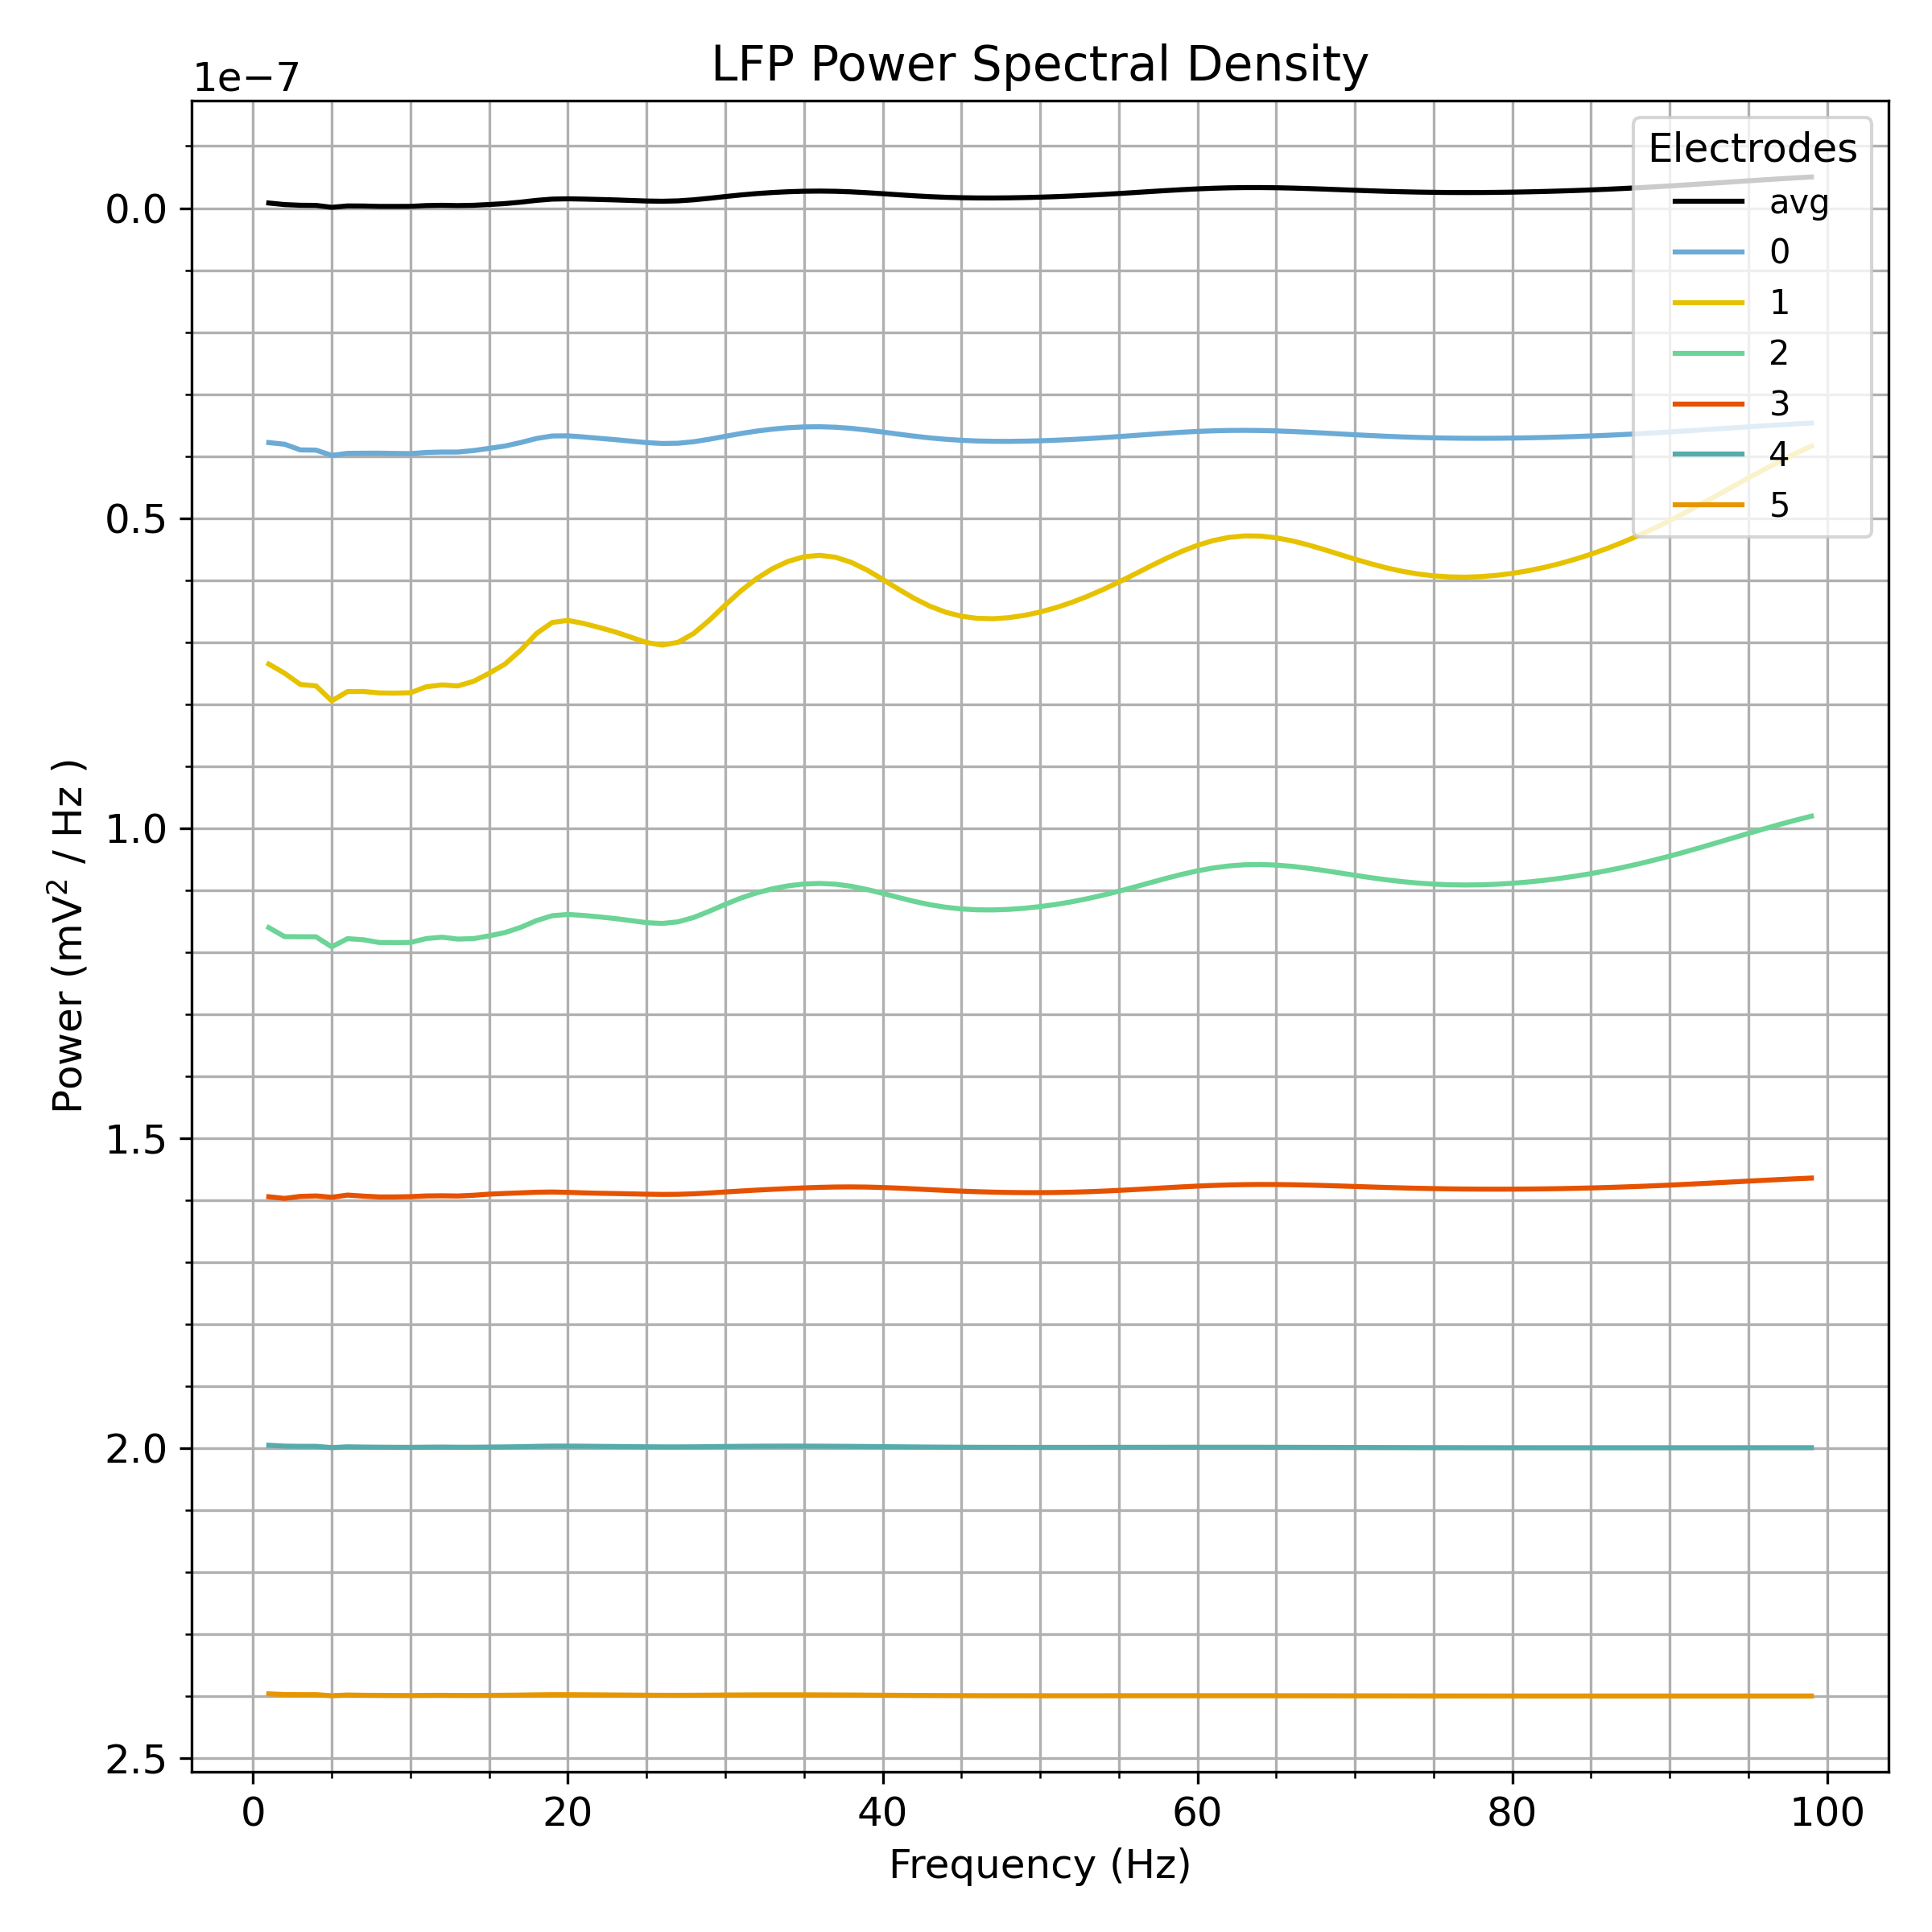 LFP Power Spectral Density
1e−7
Electrodes
avg
0
1
2
3
4
5
0.0
0.5
1.0
1.5
2.0
2.5
Power (mV² / Hz )
0 20 40 60 80 100
Frequency (Hz)